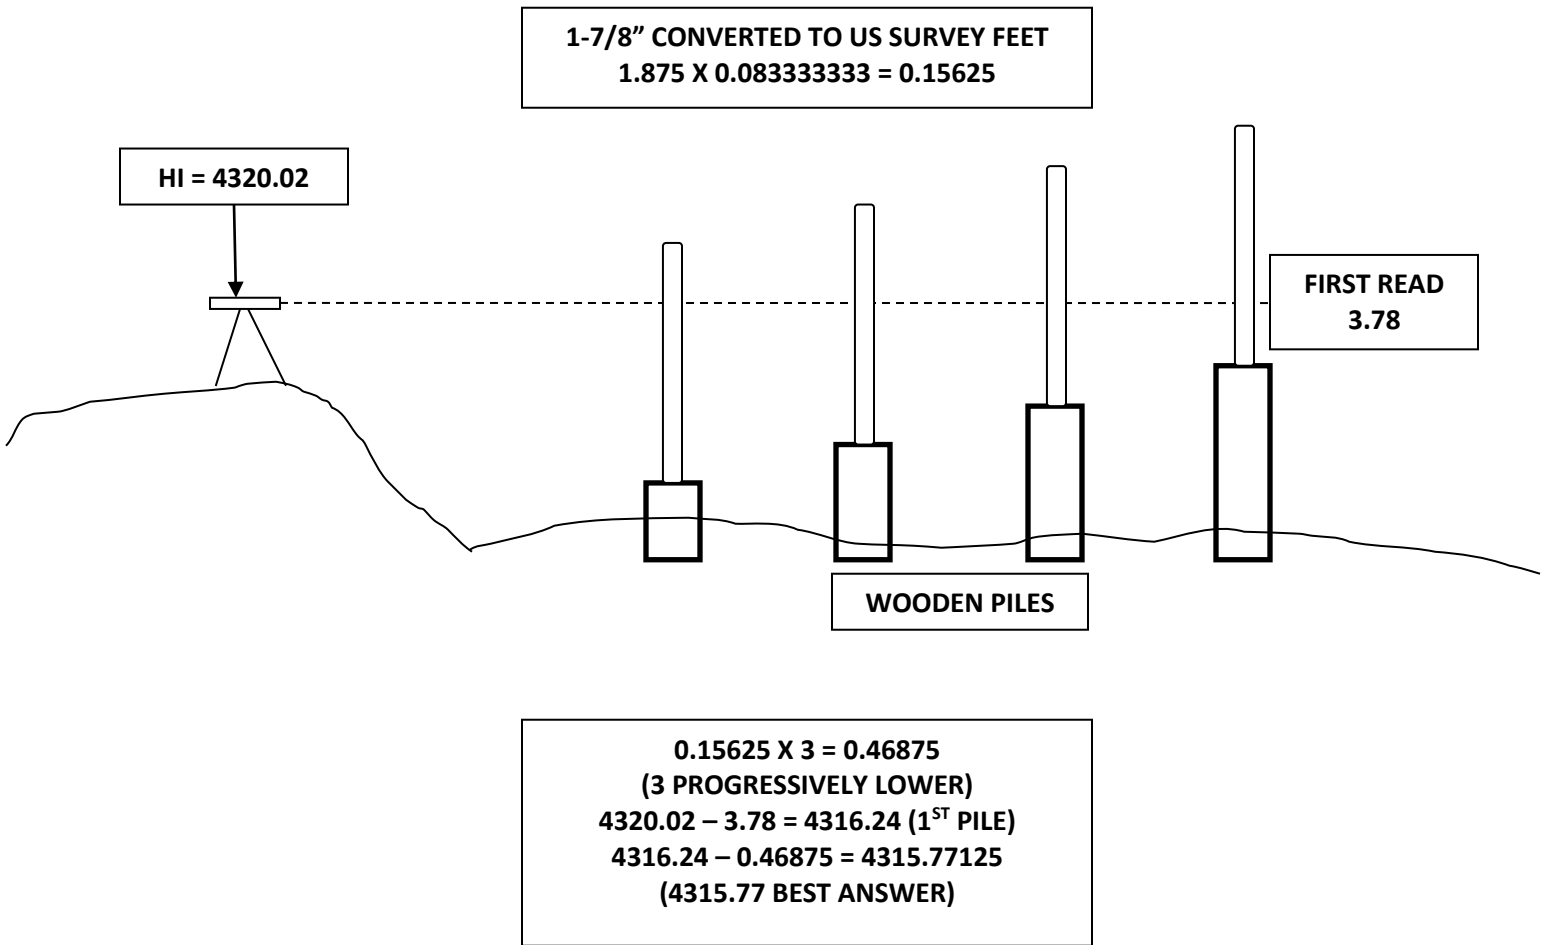 1-7/8” CONVERTED TO US SURVEY FEET
1.875 X 0.083333333 = 0.15625
HI = 4320.02
FIRST READ
3.78
WOODEN PILES
0.15625 X 3 = 0.46875
(3 PROGRESSIVELY LOWER)
4320.02 – 3.78 = 4316.24 (1ST PILE)
4316.24 – 0.46875 = 4315.77125
(4315.77 BEST ANSWER)